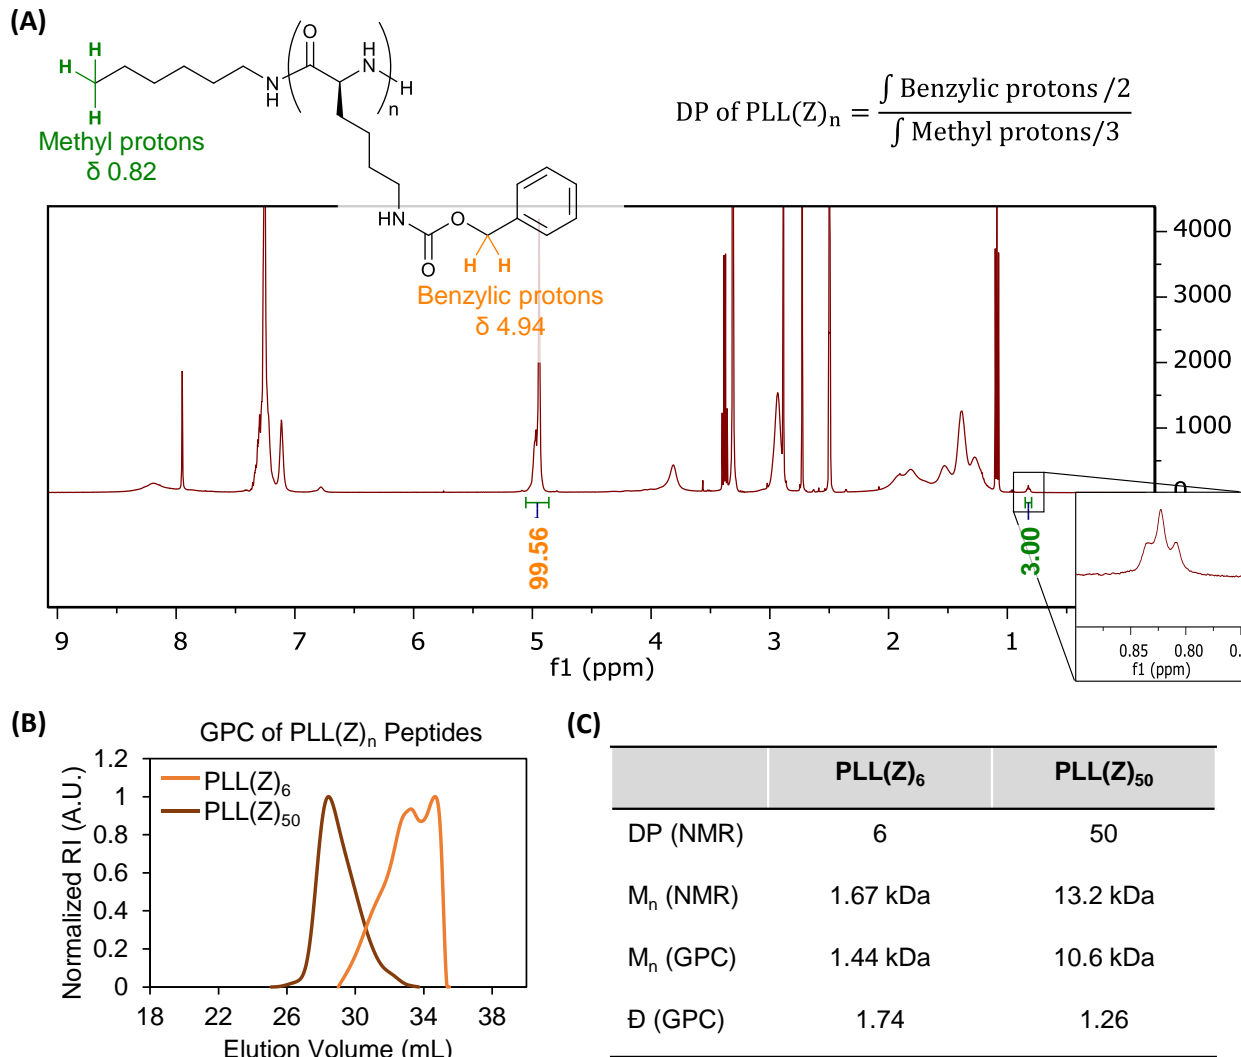 (A)
H
H
H
Methyl protons
δ 0.82
N
H
O
H
N
H
n
HN
O
O
H H
Benzylic protons
δ 4.94
DP of PLL(Z)n = ∫ Benzylic protons /2
∫ Methyl protons/3
4000
3000
2000
1000
0
99.56
3.00
9 8 7 6 5 4 3 2 1
f1 (ppm)
0.85 0.80 0.
f1 (ppm)
(B)
GPC of PLL(Z)n Peptides
PLL(Z)6
PLL(Z)50
Normalized RI (A.U.)
1.2
1
0.8
0.6
0.4
0.2
0
18 22 26 30 34 38
Elution Volume (mL)
(C)
PLL(Z)6 PLL(Z)50
DP (NMR) 6 50
Mn (NMR) 1.67 kDa 13.2 kDa
Mn (GPC) 1.44 kDa 10.6 kDa
Đ (GPC) 1.74 1.26